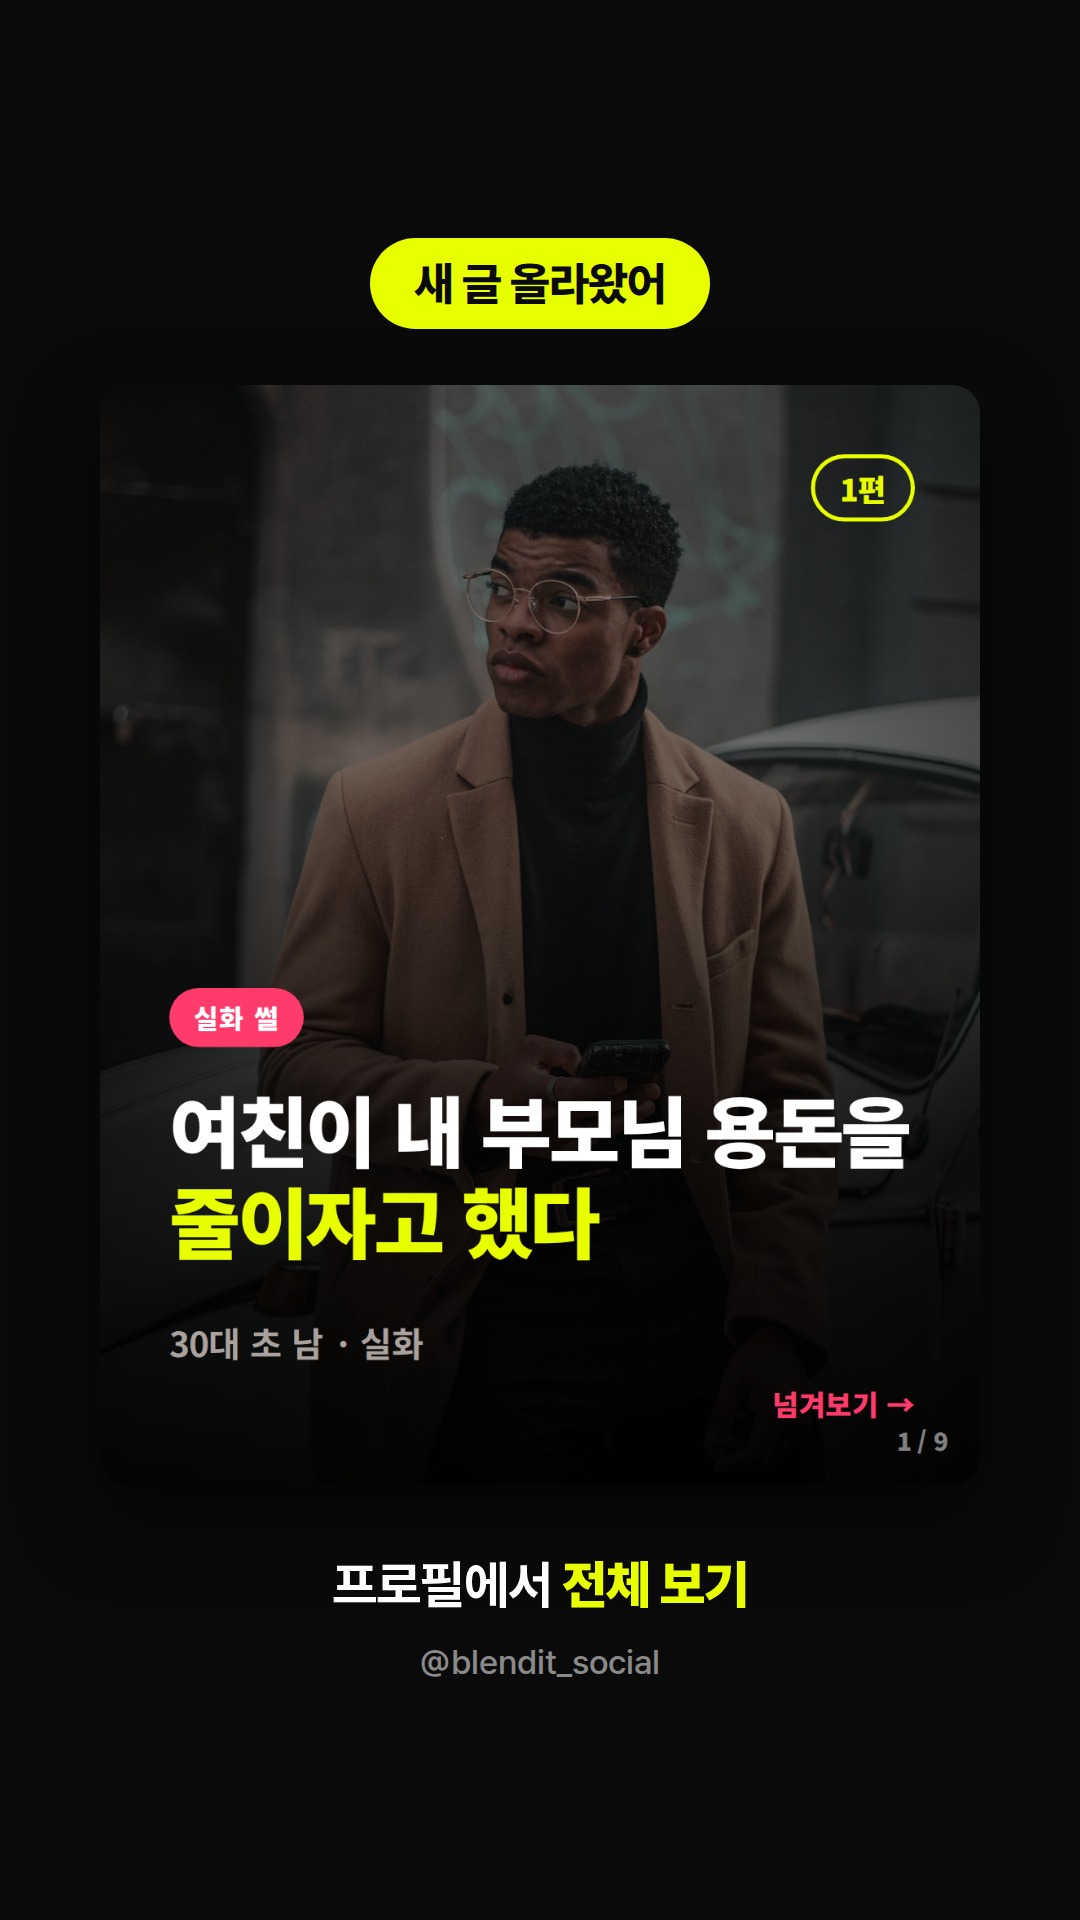 새 글 올라왔어
1편
실화 썰
여친이 내 부모님 용돈을
줄이자고 했다
30대 초 남 · 실화
넘겨보기 →
1 / 9
프로필에서 전체 보기
@blendit_social